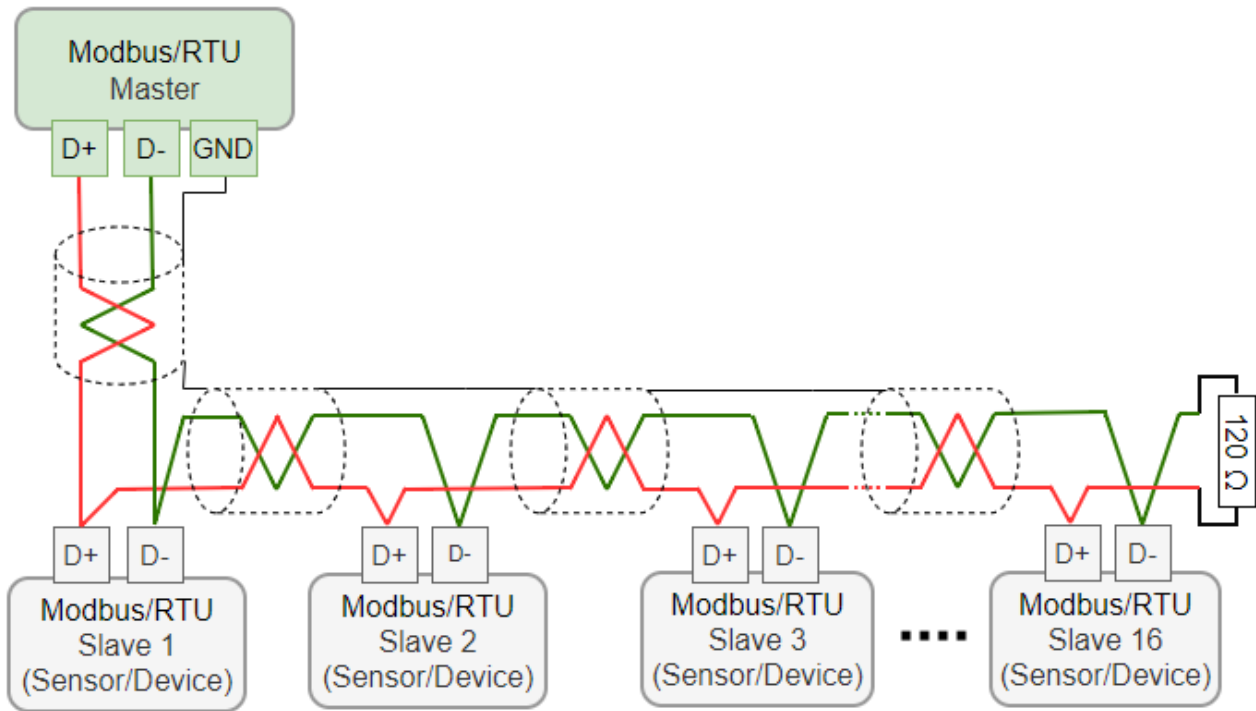 Modbus/RTU
Master
D+ D- GND
120 Ω
D+ D- D+ D- D+ D- D+ D-
Modbus/RTU
Slave 1
(Sensor/Device)
Modbus/RTU
Slave 2
(Sensor/Device)
Modbus/RTU
Slave 3
(Sensor/Device)
Modbus/RTU
Slave 16
(Sensor/Device)